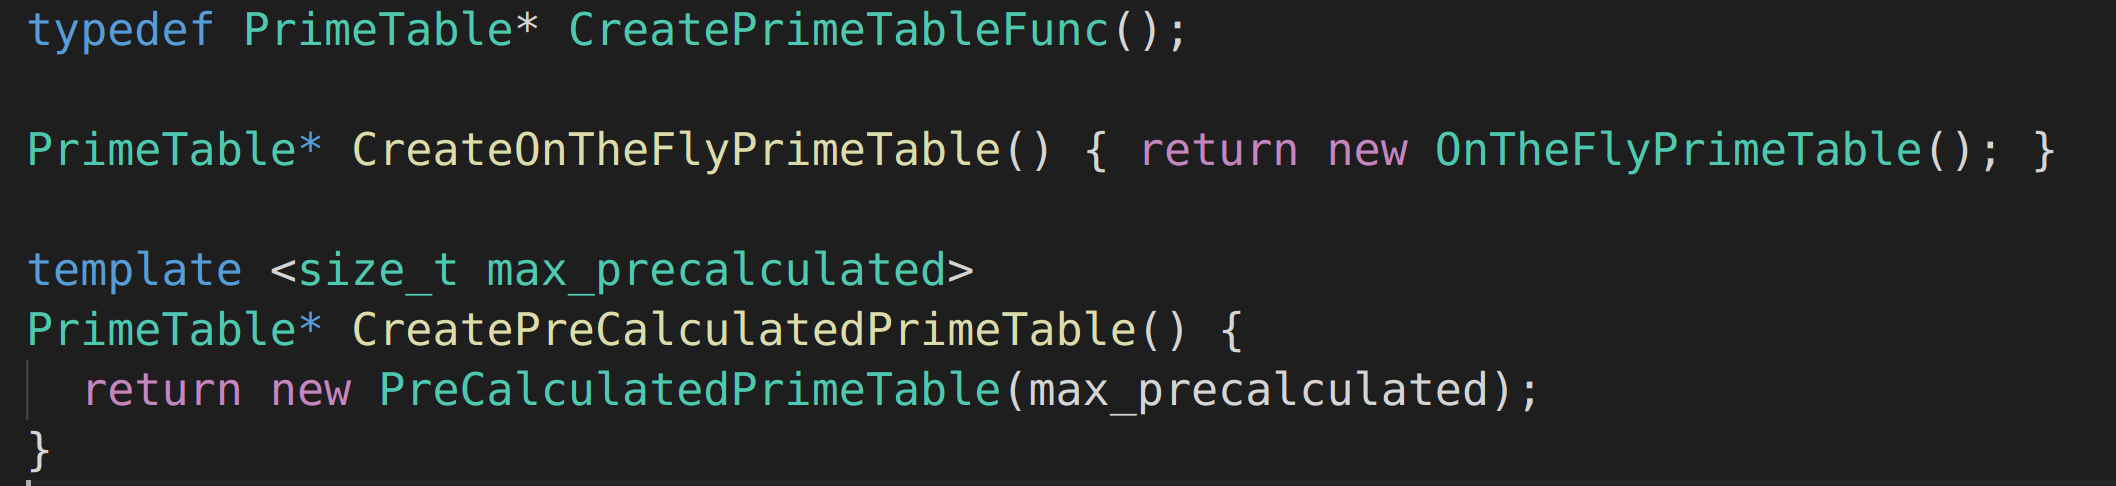 typedef PrimeTable* CreatePrimeTableFunc();
PrimeTable* CreateOnTheFlyPrimeTable() { return new OnTheFlyPrimeTable(); }
template <size_t max_precalculated>
PrimeTable* CreatePreCalculatedPrimeTable() {
return new PreCalculatedPrimeTable(max_precalculated);
}